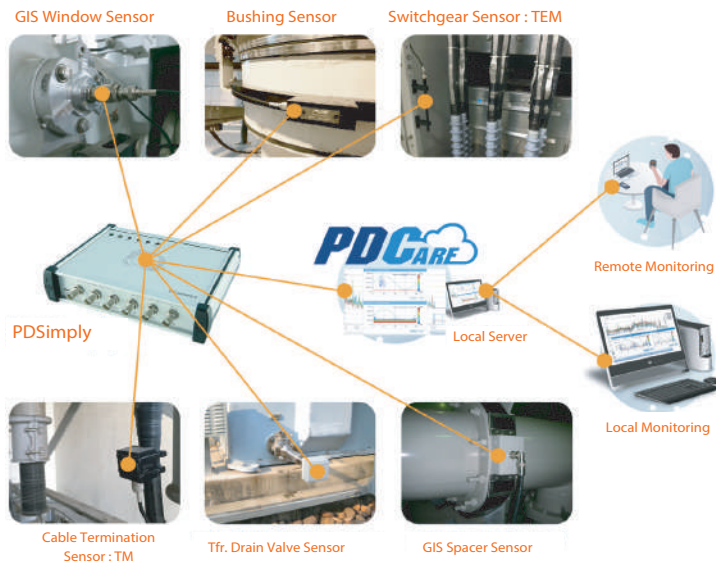 GIS Window Sensor
Bushing Sensor
Switchgear Sensor : TEM
PDCARE
Remote Monitoring
PDSimply
Local Server
Local Monitoring
Cable Termination
Sensor : TM
Tfr. Drain Valve Sensor
GIS Spacer Sensor